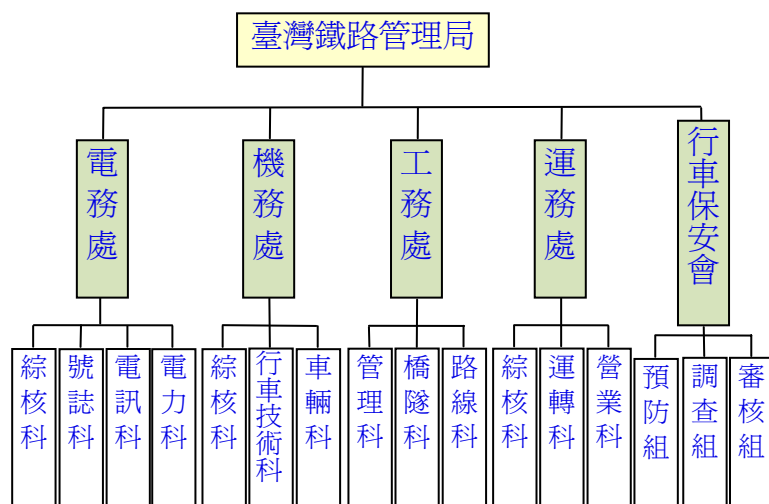 臺灣鐵路管理局
電務處
機務處
工務處
運務處
行車保安會
綜核科
號誌科
電訊科
電力科
綜核科
行車技術科
車輛科
管理科
橋隧科
路線科
綜核科
運轉科
營業科
預防組
調查組
審核組